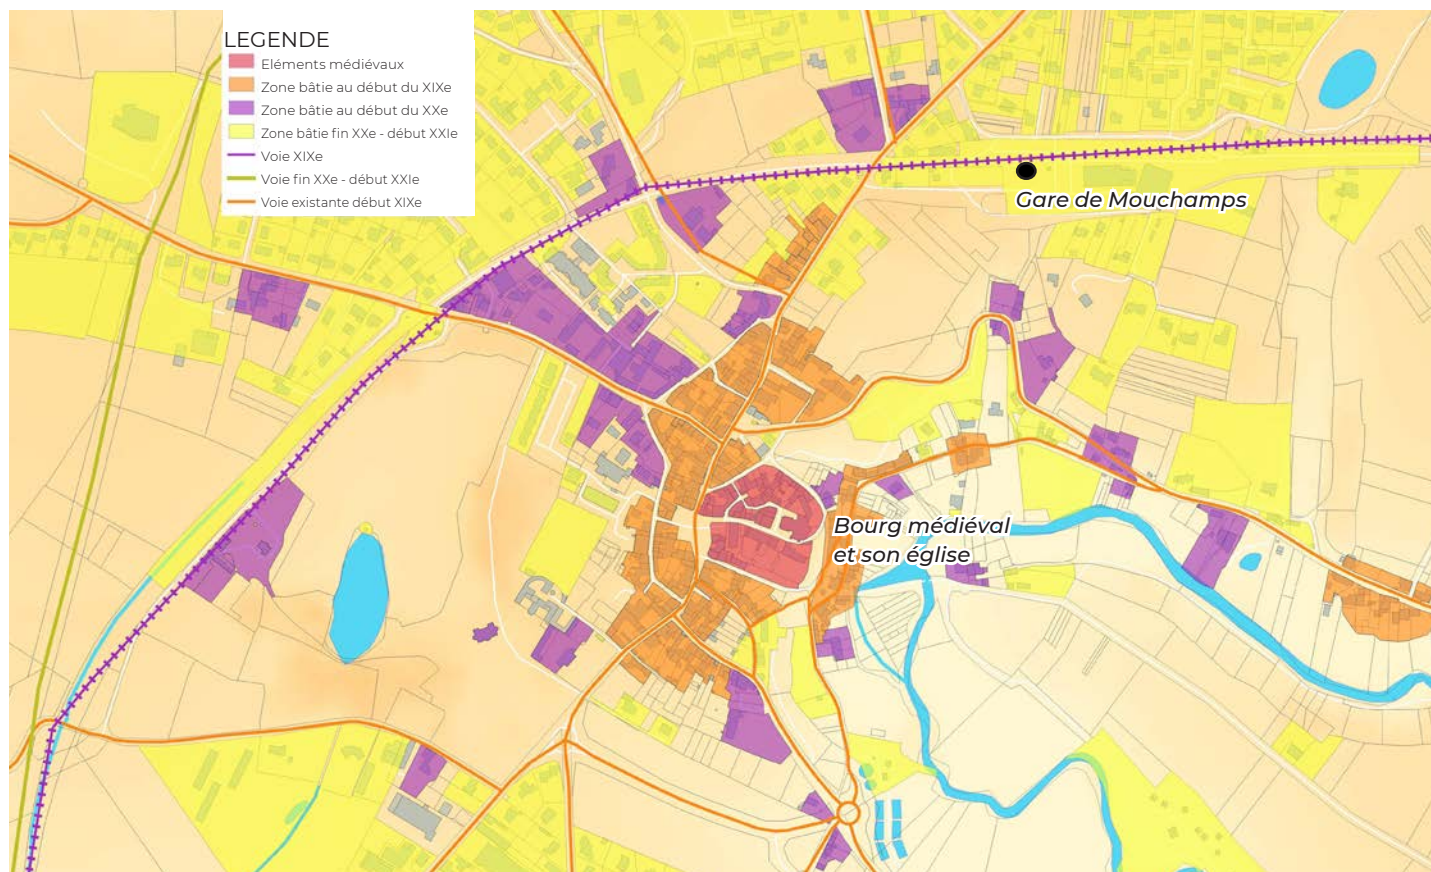 LEGENDE
Eléments médiévaux
Zone bâtie au début du XIXe
Zone bâtie au début du XXe
Zone bâtie fin XXe - début XXIe
Voie XIXe
Voie fin XXe - début XXIe
Voie existante début XIXe
Gare de Mouchamps
Bourg médiéval
et son église